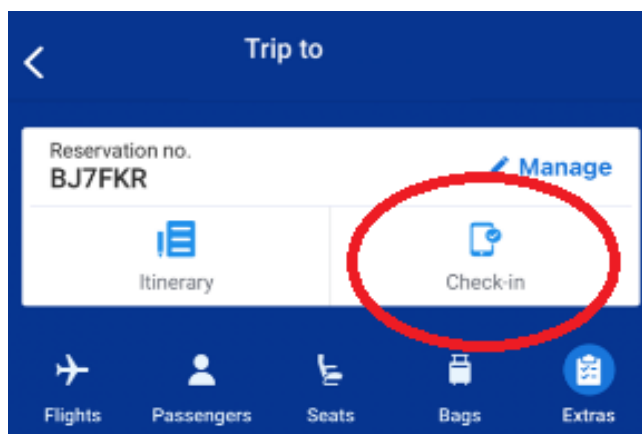 Trip to
Reservation no.
BJ7FKR
Manage
Itinerary
Check-in
Flights
Passengers
Seats
Bags
Extras